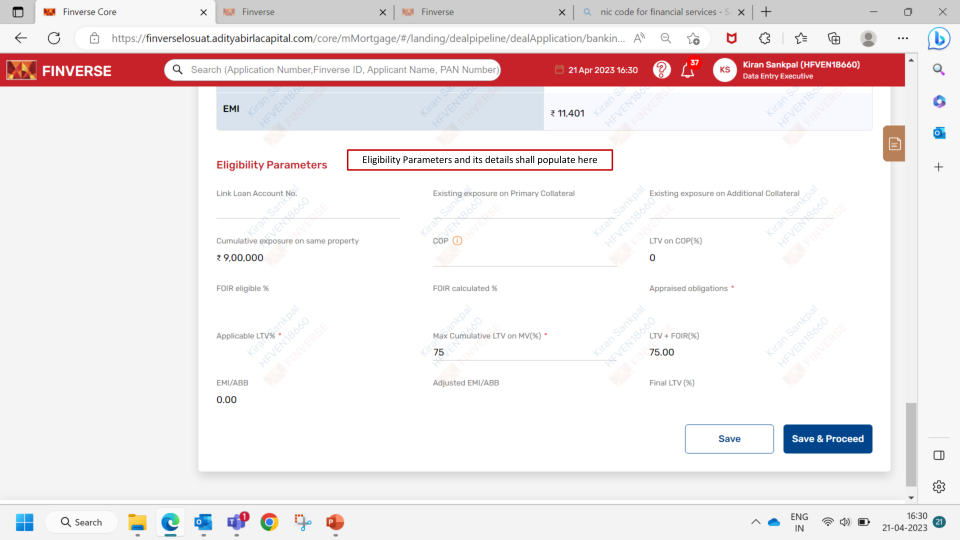 Finverse Core
Finverse
Finverse
nic code for financial services - S
https://finverselosuat.adityabirlacapital.com/core/mMortgage/#/landing/dealpipeline/dealApplication/bankin...
FINVERSE
Search (Application Number,Finverse ID, Applicant Name, PAN Number)
21 Apr 2023 16:30
37
KS
Kiran Sankpal (HFVEN18660)
Data Entry Executive
EMI
₹ 11,401
Eligibility Parameters
Eligibility Parameters and its details shall populate here
Link Loan Account No.
Existing exposure on Primary Collateral
Existing exposure on Additional Collateral
Cumulative exposure on same property
COP
LTV on COP(%)
₹ 9,00,000
0
FOIR eligible %
FOIR calculated %
Appraised obligations *
Applicable LTV% *
Max Cumulative LTV on MV(%) *
LTV + FOIR(%)
75
75.00
EMI/ABB
Adjusted EMI/ABB
Final LTV (%)
0.00
Save
Save & Proceed
Kiran Sankpal
HFVEN18660
FINVERSE
Search
1
ENG
IN
16:30
21-04-2023
21